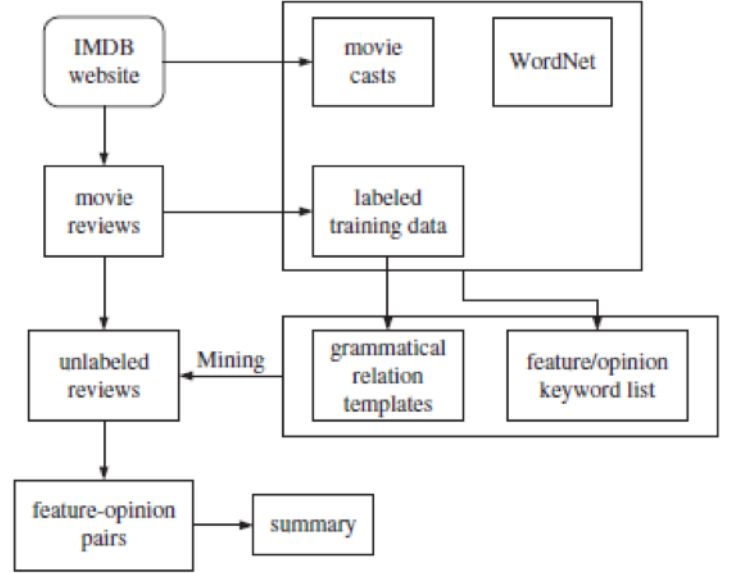 IMDB
website
movie
casts
WordNet
movie
reviews
labeled
training data
unlabeled
reviews
Mining
grammatical
relation
templates
feature/opinion
keyword list
feature-opinion
pairs
summary